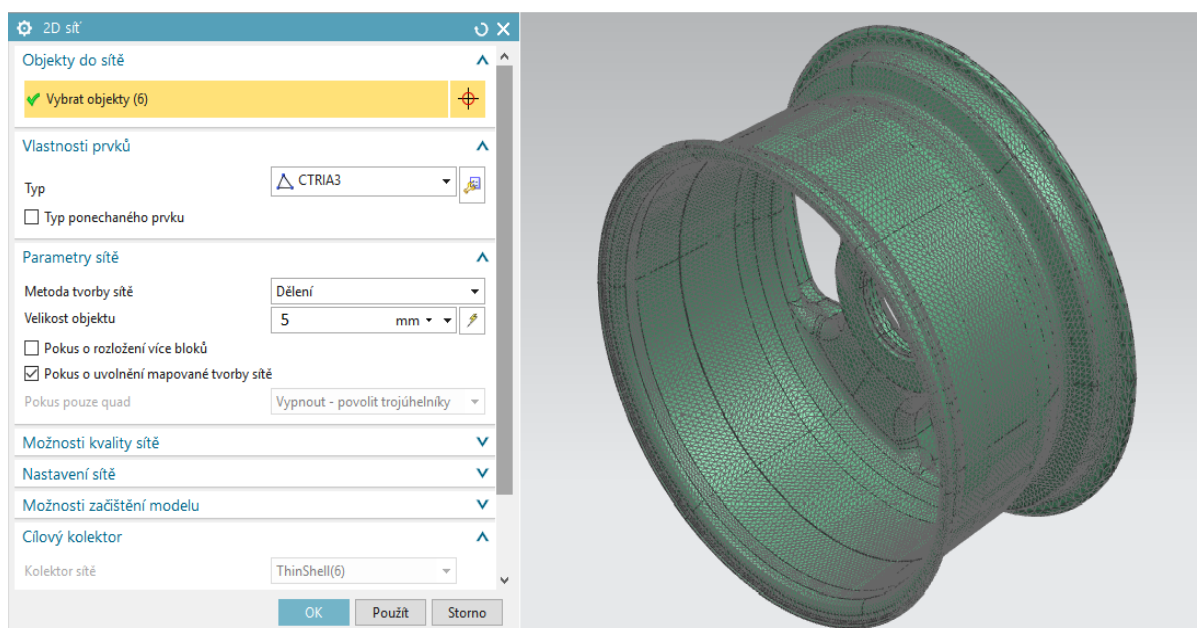 2D síť
Objekty do sítě
Vybrat objekty (6)
Vlastnosti prvků
Typ
CTRIA3
Typ ponechaného prvku
Parametry sítě
Metoda tvorby sítě
Dělení
Velikost objektu
5 mm
Pokus o rozložení více bloků
Pokus o uvolnění mapované tvorby sítě
Pokus pouze quad
Vypnout - povolit trojúhelníky
Možnosti kvality sítě
Nastavení sítě
Možnosti začištění modelu
Cílový kolektor
Kolektor sítě
ThinShell(6)
OK
Použít
Storno